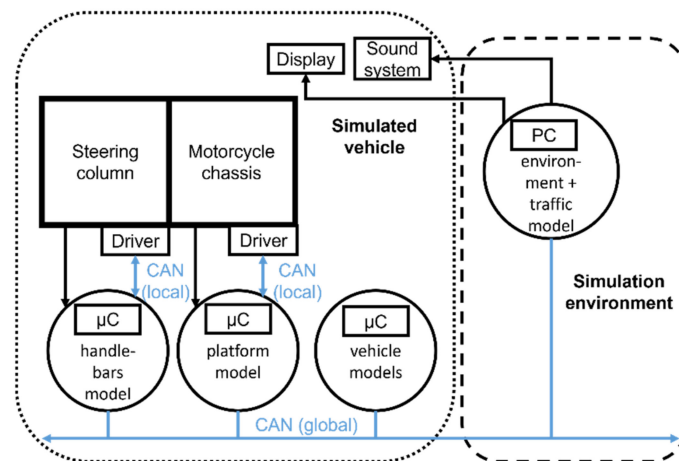 Display
Sound
system
Simulated
vehicle
Steering
column
Motorcycle
chassis
PC
environ-
ment +
traffic
model
Driver
Driver
CAN
(local)
CAN
(local)
Simulation
environment
µC
handle-
bars
model
µC
platform
model
µC
vehicle
models
CAN (global)